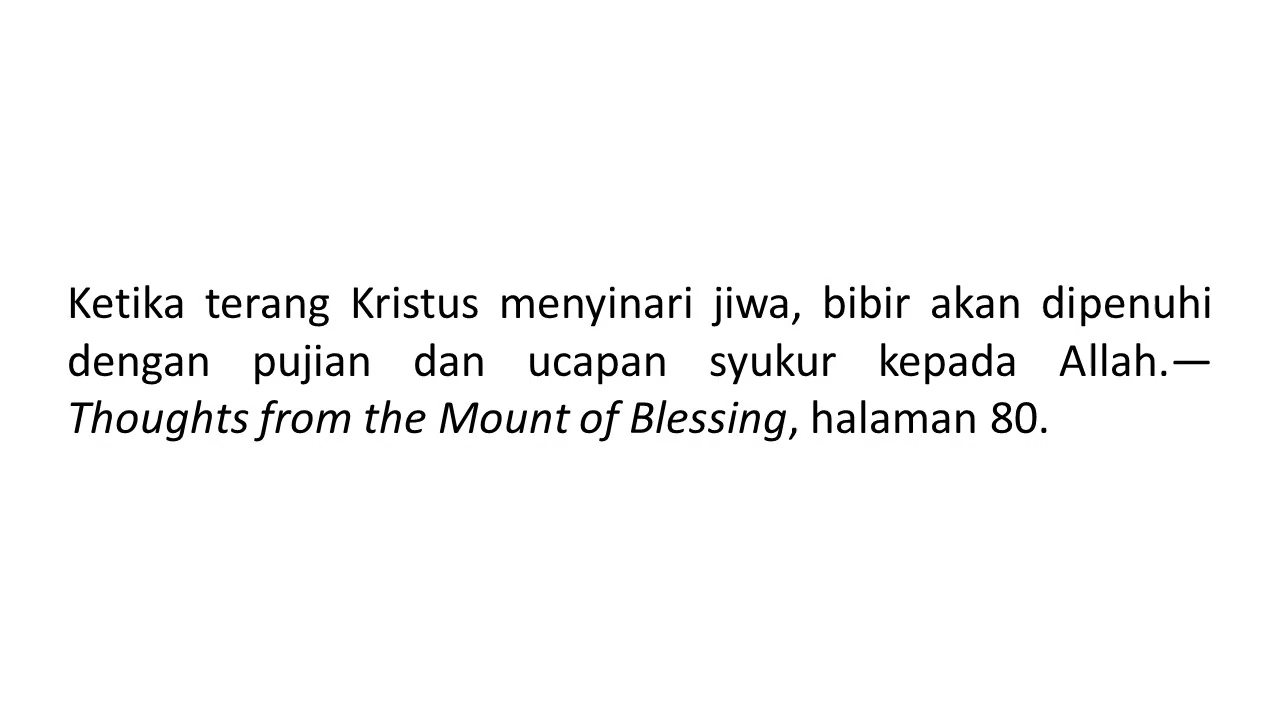 Ketika terang Kristus menyinari jiwa, bibir akan dipenuhi
dengan pujian dan ucapan syukur kepada Allah.—
Thoughts from the Mount of Blessing, halaman 80.